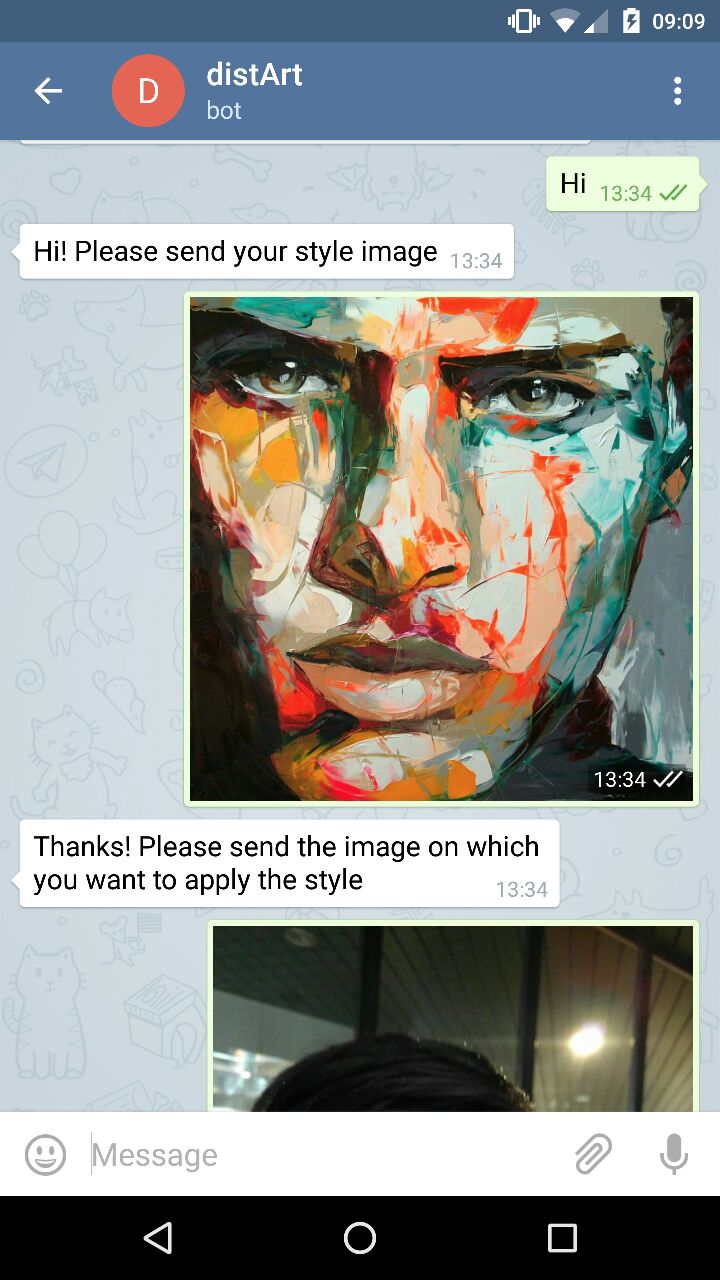 09:09
D
distArt
bot
Hi 13:34
Hi! Please send your style image 13:34
13:34
Thanks! Please send the image on which
you want to apply the style 13:34
Message